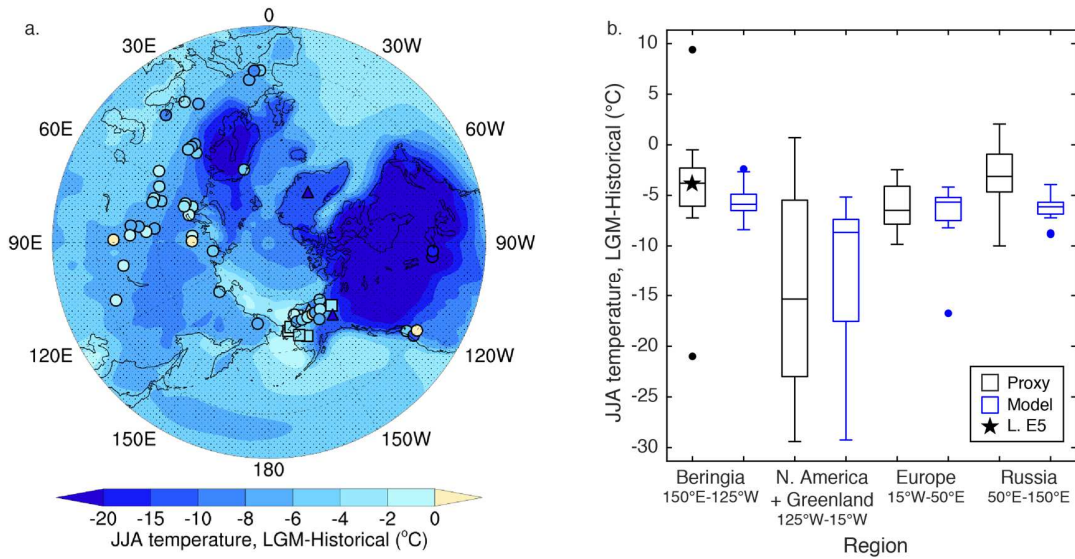 a.
0
30E
30W
60E
60W
90E
90W
120E
120W
150E
150W
180
-20 -15 -10 -8 -6 -4 -2 0
JJA temperature, LGM-Historical (°C)
b.
JJA temperature, LGM-Historical (°C)
10
5
0
-5
-10
-15
-20
-25
-30
Proxy
Model
L. E5
Beringia
150°E-125°W
N. America
+ Greenland
125°W-15°W
Europe
15°W-50°E
Russia
50°E-150°E
Region